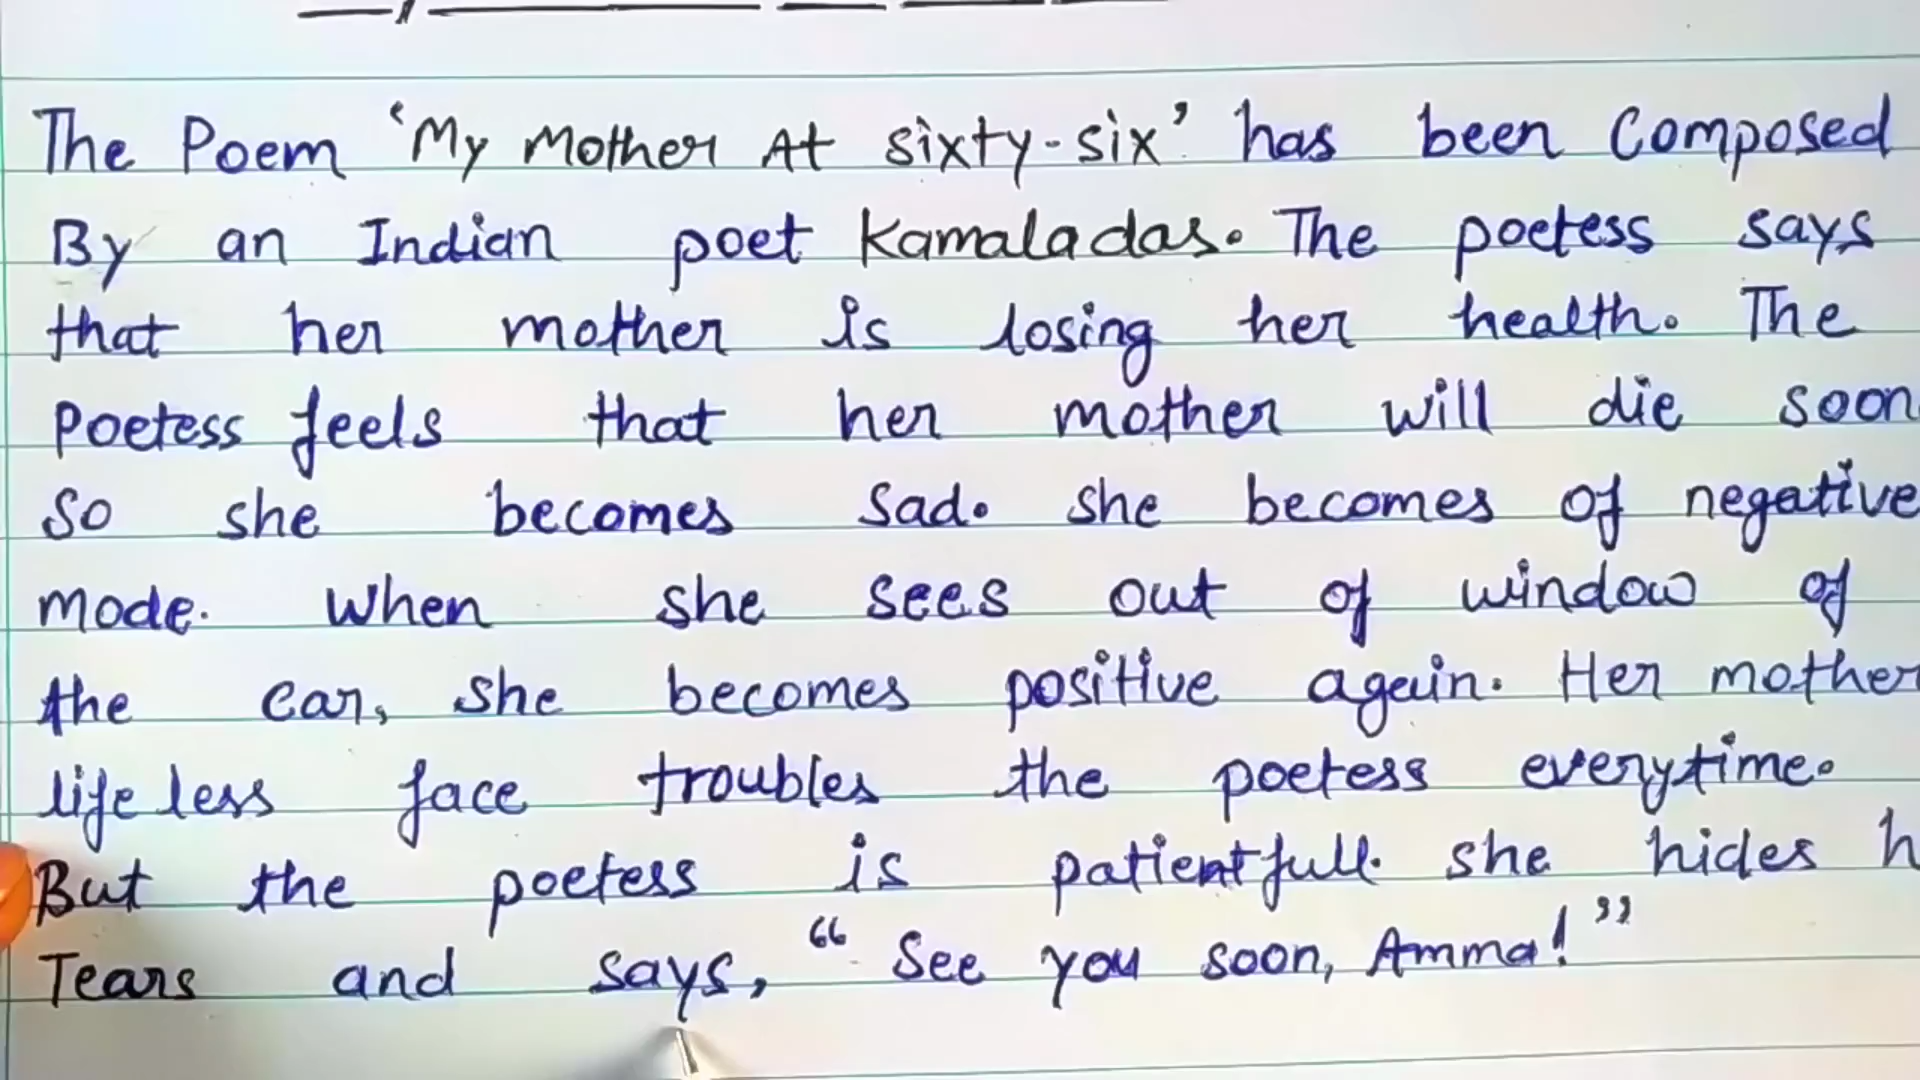 The Poem ‘My Mother At sixty-six’ has been Composed
By an Indian poet Kamaladas. The poetess says
that her mother is losing her health. The
poetess feels that her mother will die soon
so she becomes sad. she becomes of negative
mode. When she sees out of window of
the car, she becomes positive again. Her mother
lifeless face troubles the poetess everytime.
But the poetess is patientfull. she hides h
Tears and says, “See you soon, Amma!”